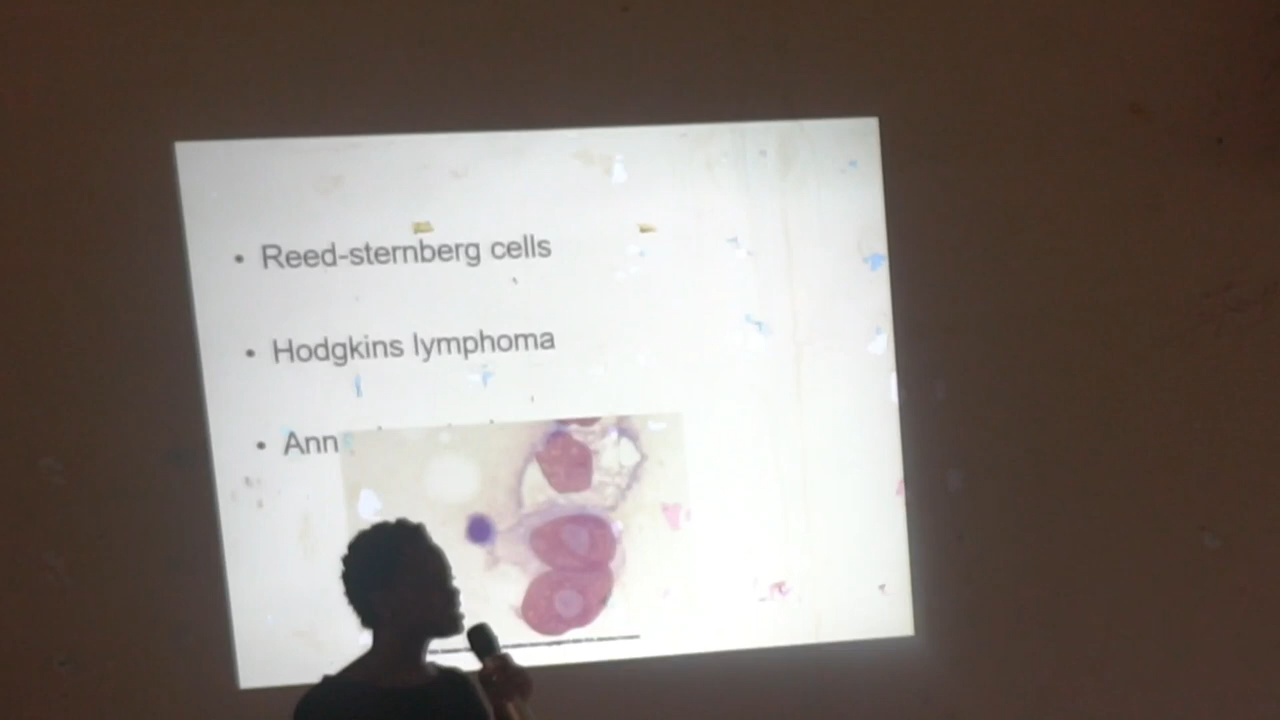 • Reed-sternberg cells
• Hodgkins lymphoma
• Ann